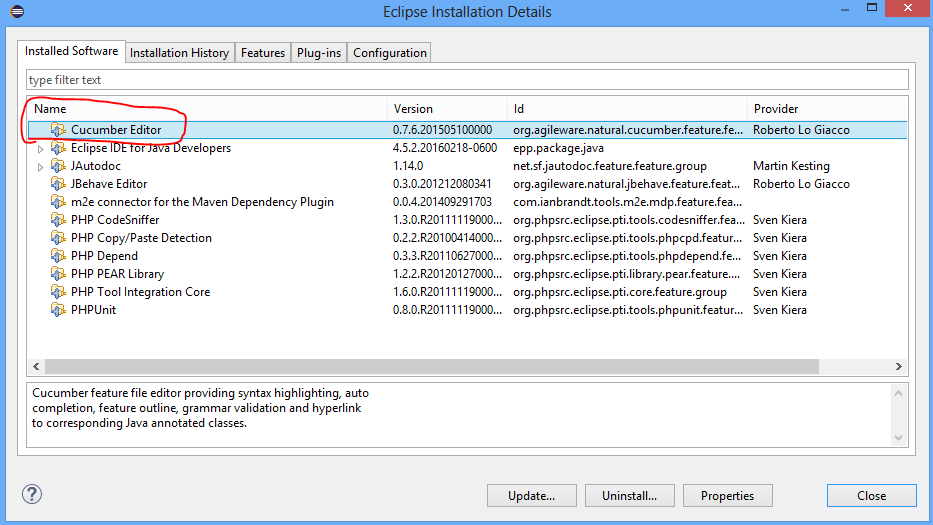 Eclipse Installation Details
Installed Software Installation History Features Plug-ins Configuration
type filter text
Name Version Id Provider
Cucumber Editor 0.7.6.201505100000 org.agileware.natural.cucumber.feature.fe... Roberto Lo Giacco
Eclipse IDE for Java Developers 4.5.2.20160218-0600 epp.package.java
JAutodoc 1.14.0 net.sf.jautodoc.feature.feature.group Martin Kesting
JBehave Editor 0.3.0.201212080341 org.agileware.natural.jbehave.feature.feat... Roberto Lo Giacco
m2e connector for the Maven Dependency Plugin 0.0.4.201409291703 com.ianbrandt.tools.m2e.mdp.feature.fea...
PHP CodeSniffer 1.3.0.R20111119000... org.phpsrc.eclipse.pti.tools.codesniffer.fea... Sven Kiera
PHP Copy/Paste Detection 0.2.2.R20100414000... org.phpsrc.eclipse.pti.tools.phpcpd.featur... Sven Kiera
PHP Depend 0.3.3.R20110627000... org.phpsrc.eclipse.pti.tools.phpdepend.fe... Sven Kiera
PHP PEAR Library 1.2.2.R20120127000... org.phpsrc.eclipse.pti.library.pear.feature.... Sven Kiera
PHP Tool Integration Core 1.6.0.R20111119000... org.phpsrc.eclipse.pti.core.feature.group Sven Kiera
PHPUnit 0.8.0.R20111119000... org.phpsrc.eclipse.pti.tools.phpunit.featur... Sven Kiera
Cucumber feature file editor providing syntax highlighting, auto
completion, feature outline, grammar validation and hyperlink
to corresponding Java annotated classes.
Update... Uninstall... Properties Close